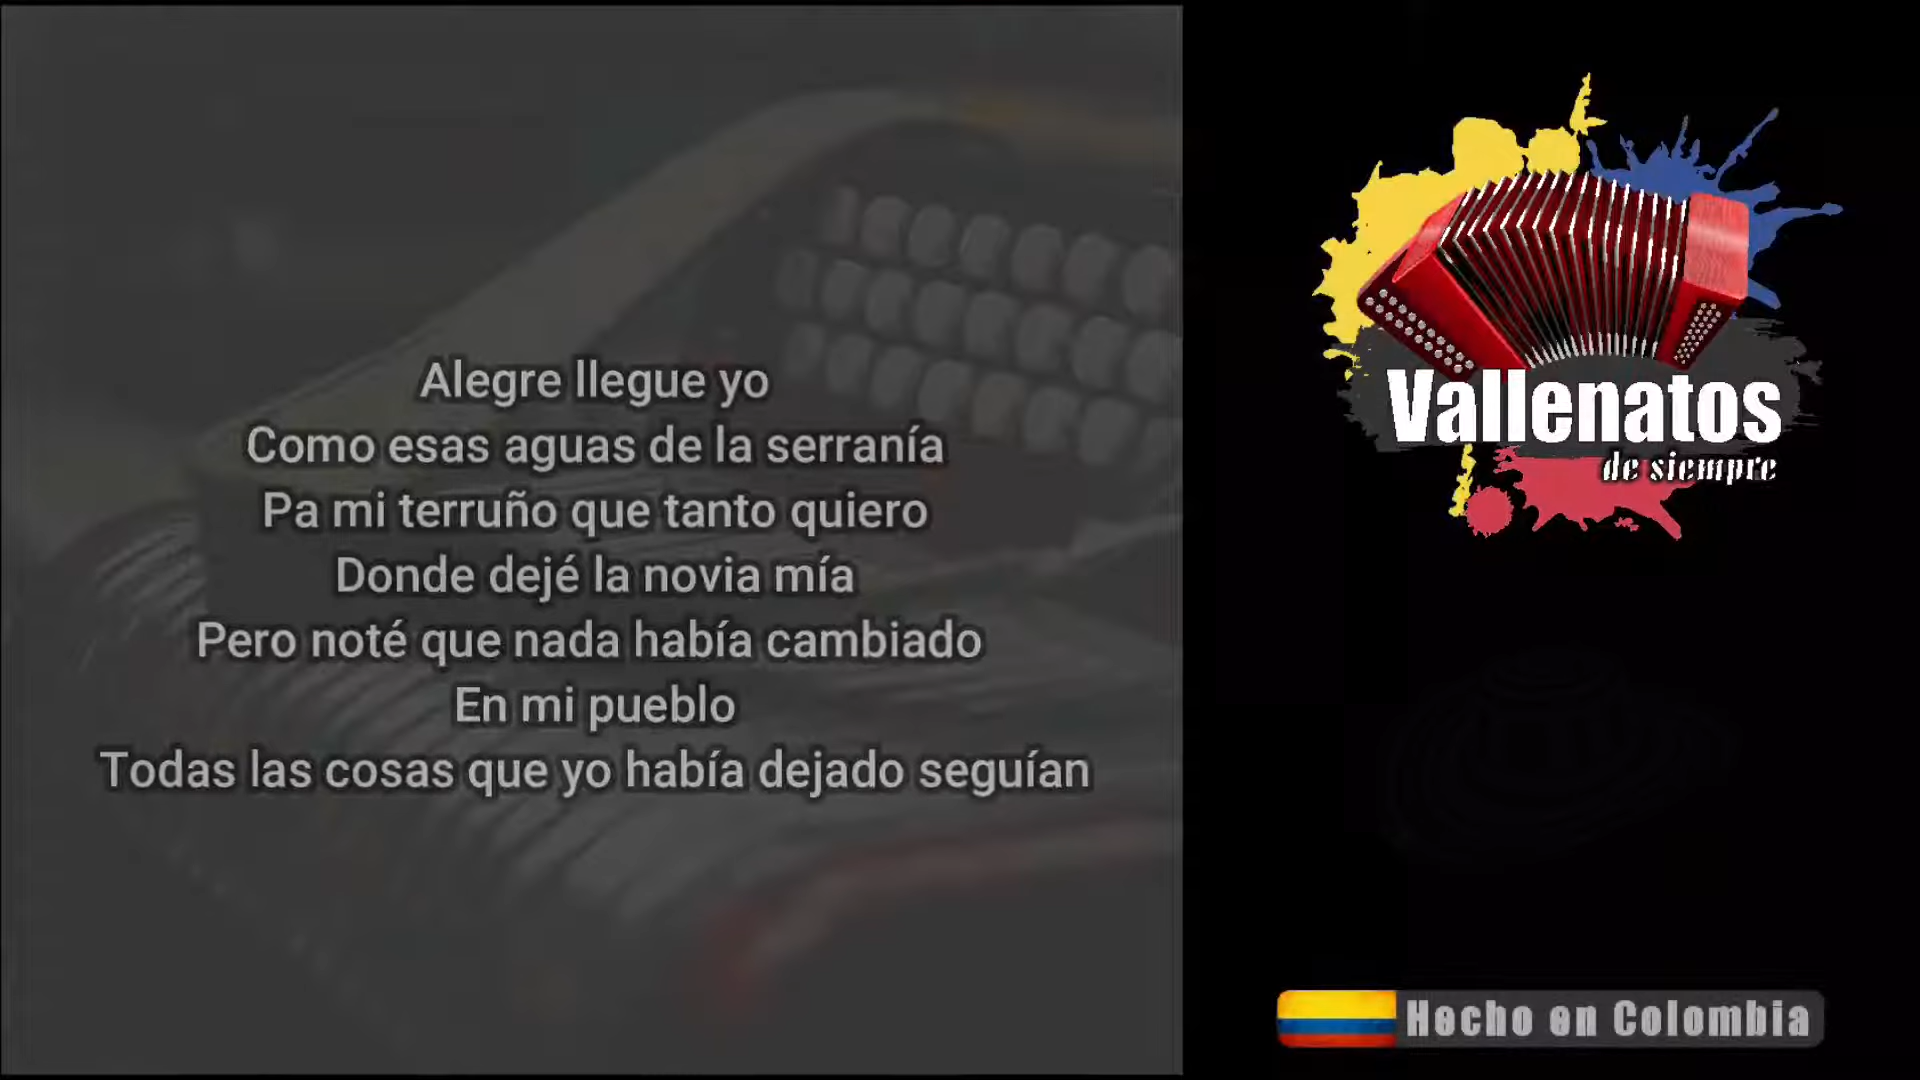 Alegre llegue yo
Como esas aguas de la serranía
Pa mi terruño que tanto quiero
Donde dejé la novia mía
Pero noté que nada había cambiado
En mi pueblo
Todas las cosas que yo había dejado seguían
Vallenatos
de siempre
Hecho en Colombia